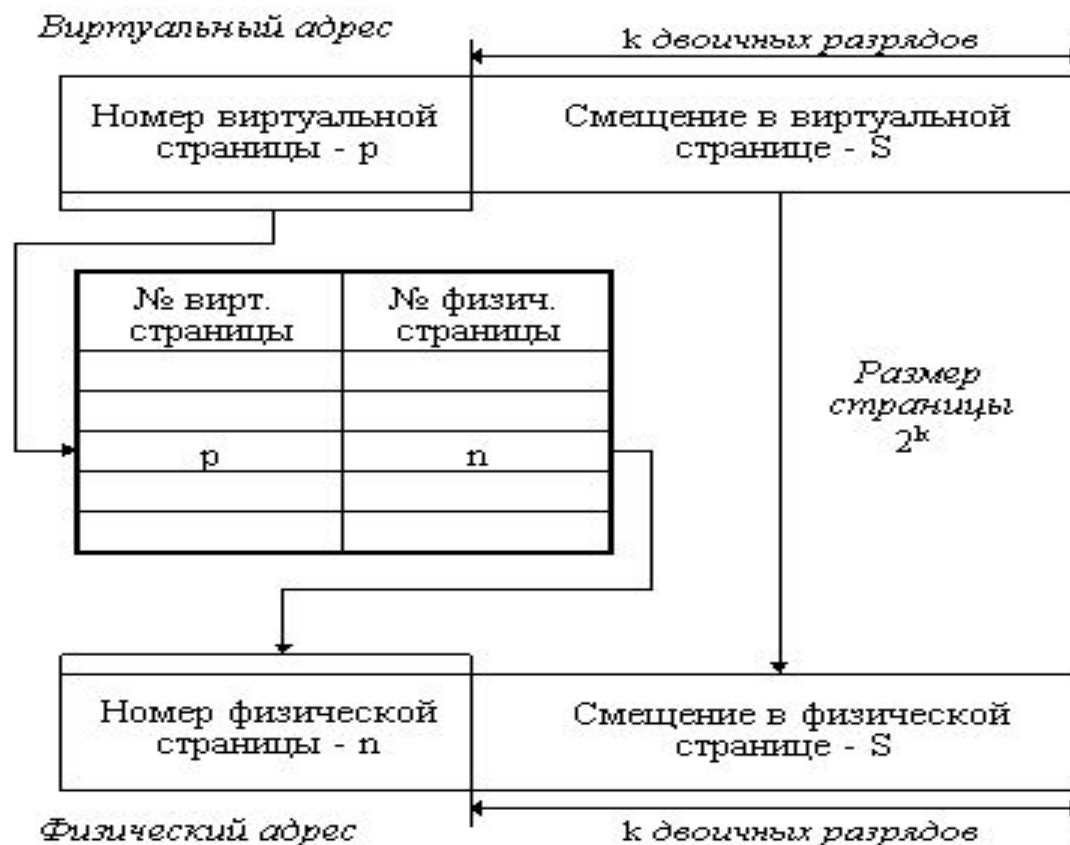 Виртуальный адрес
k двоичных разрядов
Номер виртуальной
страницы - p
Смещение в виртуальной
странице - S
№ вирт.
страницы
№ физич.
страницы
p
n
Размер
страницы
2ᵏ
Номер физической
страницы - n
Смещение в физической
странице - S
Физический адрес
k двоичных разрядов